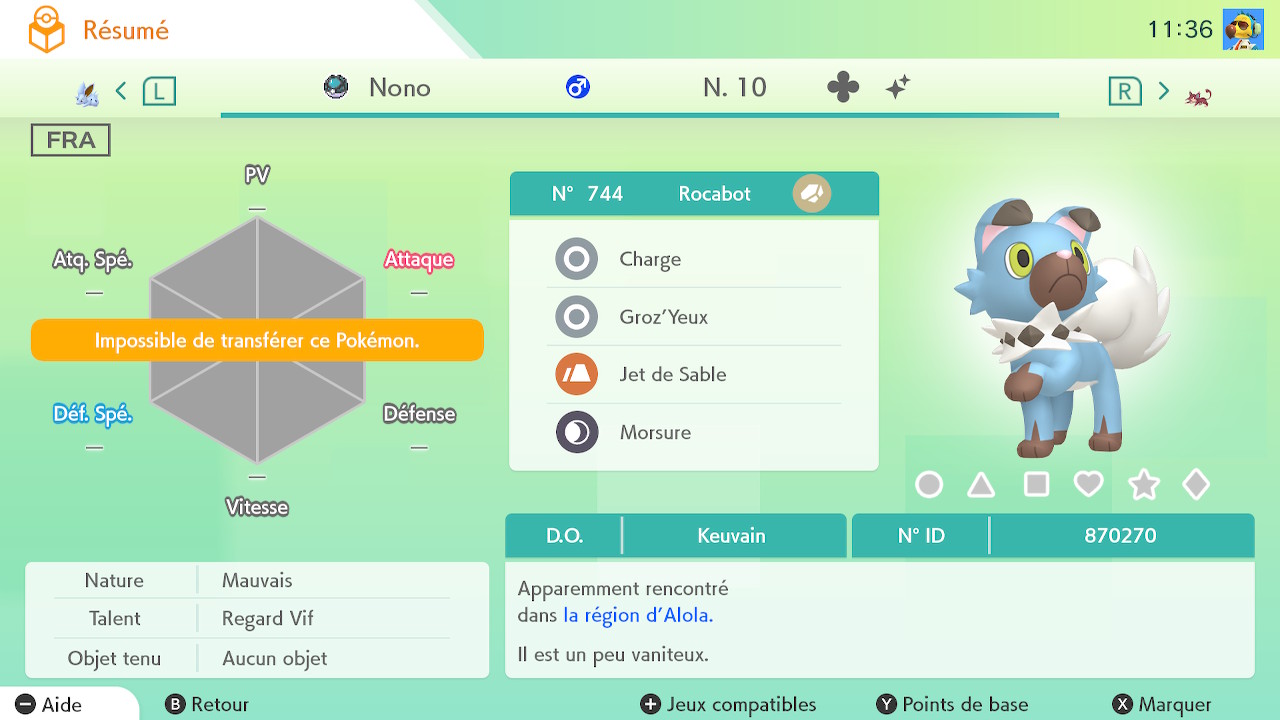 Résumé
11:36
L
Nono
N. 10
R
FRA
PV
—
Atq. Spé.
—
Attaque
—
Impossible de transférer ce Pokémon.
Déf. Spé.
—
Défense
—
—
Vitesse
N° 744 Rocabot
Charge
Groz'Yeux
Jet de Sable
Morsure
D.O. Keuvain
N° ID 870270
Nature Mauvais
Talent Regard Vif
Objet tenu Aucun objet
Apparemment rencontré
dans la région d'Alola.
Il est un peu vaniteux.
Aide
B Retour
Jeux compatibles
Y Points de base
X Marquer